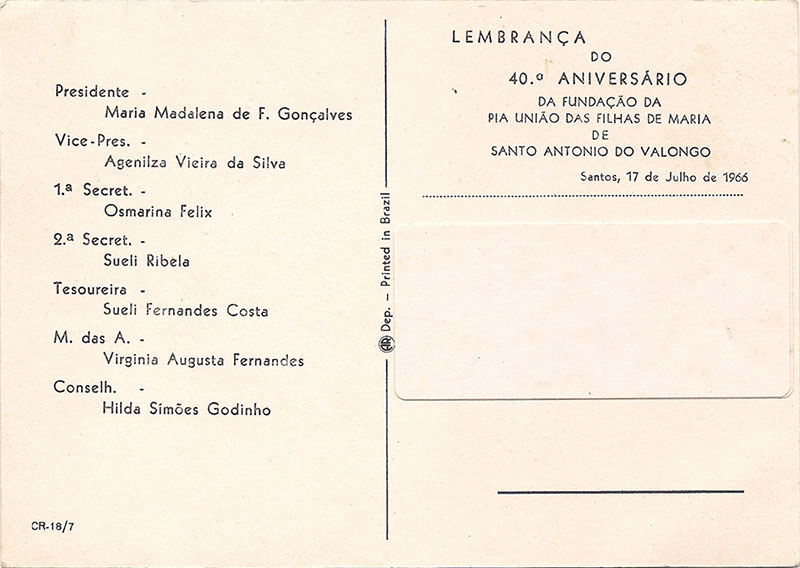 Presidente -
Maria Madalena de F. Gonçalves
Vice-Pres. -
Agenilza Vieira da Silva
1.ª Secret. -
Osmarina Felix
2.ª Secret. -
Sueli Ribela
Tesoureira -
Sueli Fernandes Costa
M. das A. -
Virginia Augusta Fernandes
Conselh. -
Hilda Simões Godinho
CR-18/7
Dep. - Printed in Brazil
LEMBRANÇA
DO
40.º ANIVERSÁRIO
DA FUNDAÇÃO DA
PIA UNIÃO DAS FILHAS DE MARIA
DE
SANTO ANTONIO DO VALONGO
Santos, 17 de Julho de 1966